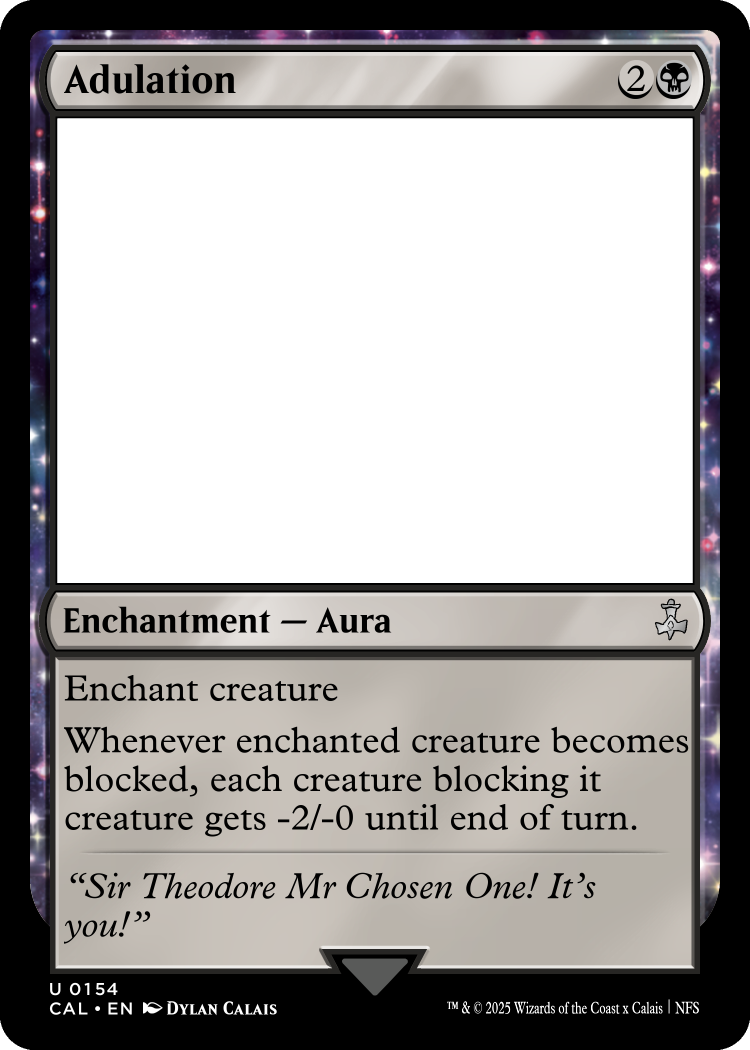 Adulation 2
Enchantment — Aura
Enchant creature
Whenever enchanted creature becomes
blocked, each creature blocking it
creature gets -2/-0 until end of turn.
“Sir Theodore Mr Chosen One! It’s
you!”
U 0154
CAL • EN Dylan Calais
™ & © 2025 Wizards of the Coast x Calais | NFS